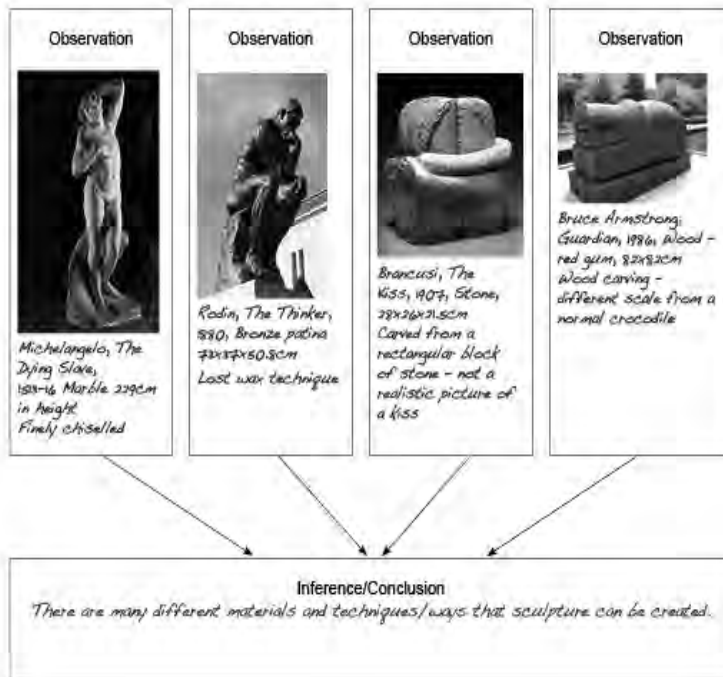 Observation
Michelangelo, The
Dying Slave,
1513-16 Marble 229cm
in height
Finely chiselled
Observation
Rodin, The Thinker,
880, Bronze patina
Lost wax technique
Observation
Brancusi, The
Kiss, 1907, Stone,
28x26x21.5cm
Carved from a
rectangular block
of stone - not a
realistic picture of
a kiss
Observation
Bruce Armstrong,
Guardian, 1986, Wood -
red gum, 82x82cm
Wood carving -
different scale from a
normal crocodile
Inference/Conclusion
There are many different materials and techniques/ways that sculpture can be created.